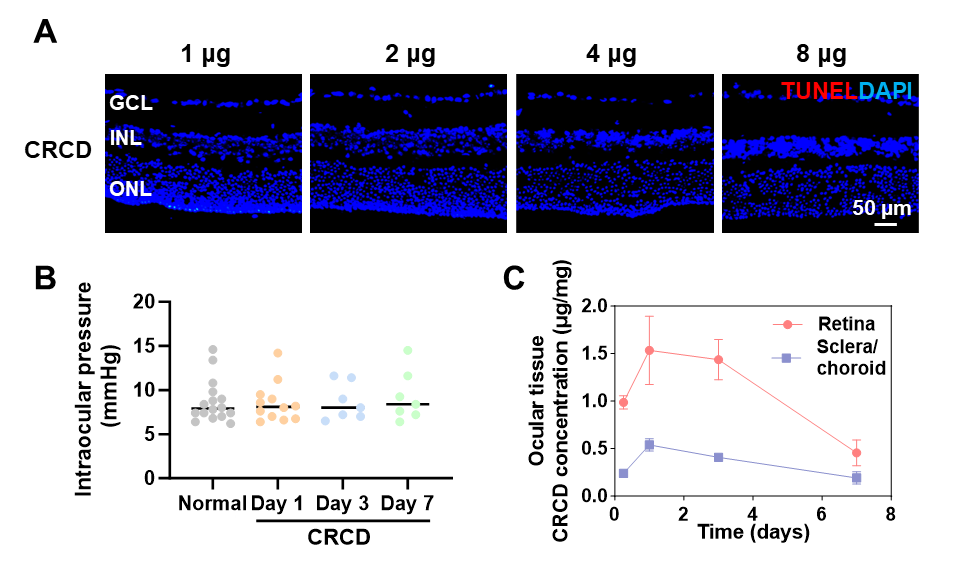 A
1 µg 2 µg 4 µg 8 µg
CRCD
GCL
INL
ONL
TUNELDAPI
50 µm
B
Intraocular pressure
(mmHg)
20
15
10
5
0
Normal Day 1 Day 3 Day 7
CRCD
C
Ocular tissue
CRCD concentration (µg/mg)
2.0
1.5
1.0
0.5
0.0
0 2 4 6 8
Time (days)
Retina
Sclera/
choroid